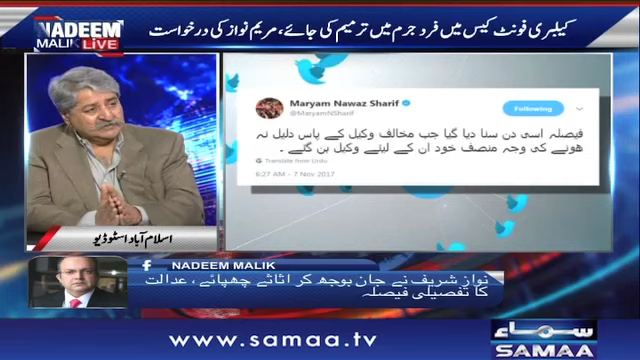 NADEEM
MALIK LIVE
کیلبری فونٹ کیس میں فرد جرم میں ترمیم کی جائے، مریم نواز کی درخواست
Maryam Nawaz Sharif
@MaryamNSharif
Following
فیصلہ اسی دن سنا دیا گیا جب مخالف وکیل کے پاس دلیل نہ
ھونے کی وجہ منصف خود ان کے لیئے وکیل بن گئے ۔
Translate from Urdu
6:27 AM - 7 Nov 2017
اسلام آباد اسٹوڈیو
f NADEEM MALIK
نواز شریف نے جان بوجھ کر اثاثے چھپائے، عدالت
کا تفصیلی فیصلہ
www.samaa.tv
سماء
SAMAA